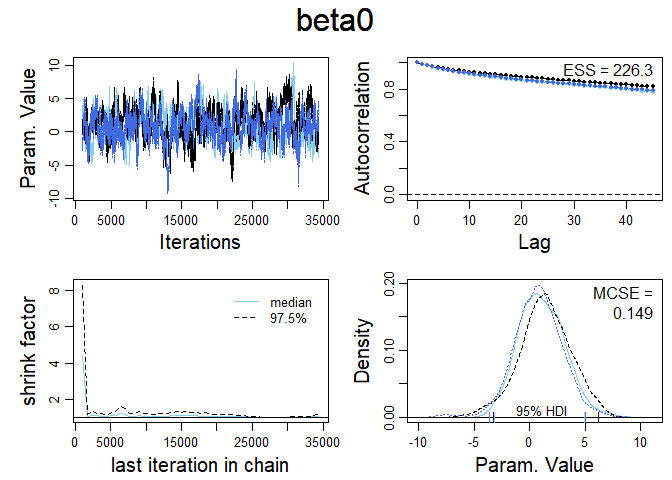 beta0
10
5
0
-5
-10
Param. Value
0
5000
15000
25000
35000
Iterations
ESS = 226.3
0.8
0.4
0.0
Autocorrelation
0
10
20
30
40
Lag
8
6
4
2
shrink factor
median
97.5%
0
5000
15000
25000
35000
last iteration in chain
MCSE =
0.149
0.20
0.10
0.00
Density
95% HDI
-10
-5
0
5
10
Param. Value